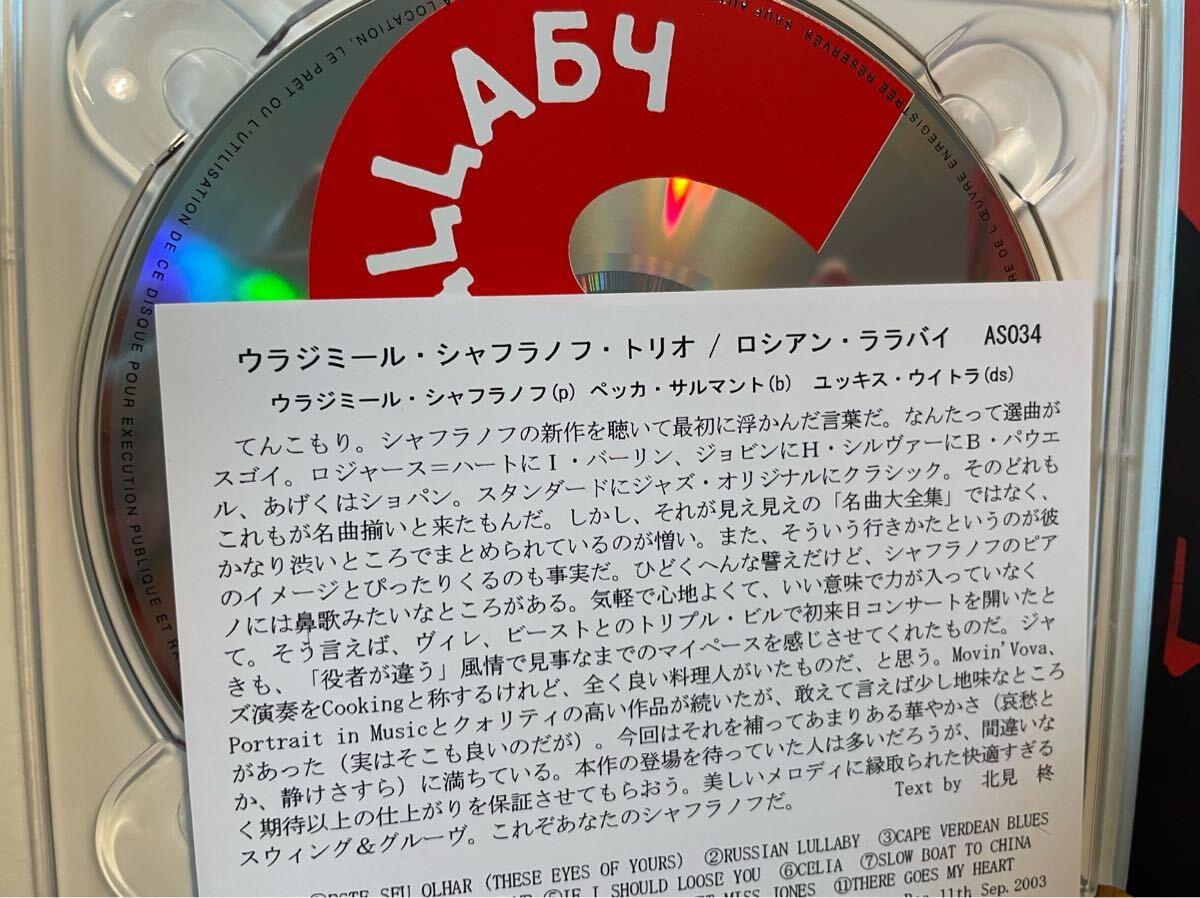 LLAБЧ
LA LOCATION, LE PRÊT OU L'UTILISATION DE CE DISQUE POUR EXECUTION PUBLIQUE ET RA
RESERVÉS SAUF AU
RE DE L'ŒUVRE ENREGISTRÉE RÉSERVÉS
ウラジミール・シャフラノフ・トリオ / ロシアン・ララバイ AS034
ウラジミール・シャフラノフ(p) ペッカ・サルマント(b) ユッキス・ウイトラ(ds)
てんこもり。シャフラノフの新作を聴いて最初に浮かんだ言葉だ。なんたって選曲が
スゴイ。ロジャース＝ハートにＩ・バーリン、ジョビンにＨ・シルヴァーにＢ・パウエ
ル、あげくはショパン。スタンダードにジャズ・オリジナルにクラシック。そのどれも
これもが名曲揃いと来たもんだ。しかし、それが見え見えの「名曲大全集」ではなく、
かなり渋いところでまとめられているのが憎い。また、そういう行きかたというのが彼
のイメージとぴったりくるのも事実だ。ひどくへんな譬えだけど、シャフラノフのピア
ノには鼻歌みたいなところがある。気軽で心地よくて、いい意味で力が入っていなく
て。そう言えば、ヴィレ、ビーストとのトリプル・ビルで初来日コンサートを開いたと
きも、「役者が違う」風情で見事なまでのマイペースを感じさせてくれたものだ。ジャ
ズ演奏をCookingと称するけれど、全く良い料理人がいたものだ、と思う。Movin'Vova、
Portrait in Musicとクォリティの高い作品が続いたが、敢えて言えば少し地味なところ
があった（実はそこも良いのだが）。今回はそれを補ってあまりある華やかさ（哀愁と
か、静けさすら）に満ちている。本作の登場を待っていた人は多いだろうが、間違いな
く期待以上の仕上がりを保証させてもらおう。美しいメロディに縁取られた快適すぎる
スウィング＆グルーヴ。これぞあなたのシャフラノフだ。 Text by 北見 柊
①ESTE SEU OLHAR (THESE EYES OF YOURS) ②RUSSIAN LULLABY ③CAPE VERDEAN BLUES
⑤IF I SHOULD LOOSE YOU ⑥CELIA ⑦SLOW BOAT TO CHINA
MISS JONES ⑪THERE GOES MY HEART
11th Sep. 2003